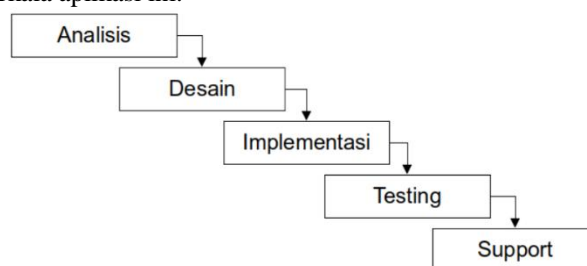 aplikasi ini.
Analisis
Desain
Implementasi
Testing
Support